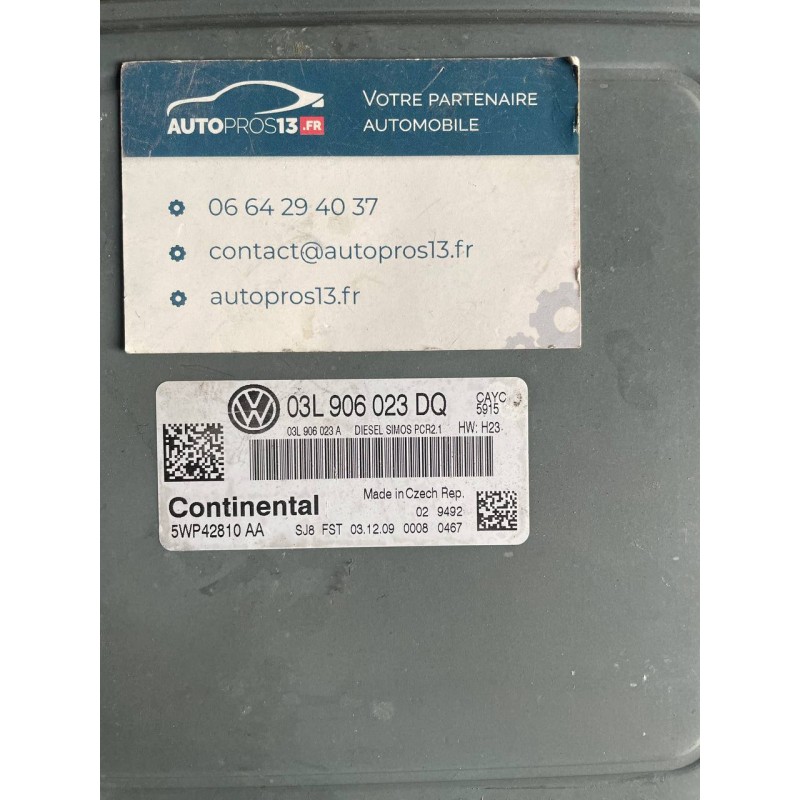 AUTOPROS13.FR
VOTRE PARTENAIRE
AUTOMOBILE
06 64 29 40 37
contact@autopros13.fr
autopros13.fr
03L 906 023 DQ
CAYC
5915
03L 906 023 A DIESEL SIMOS PCR2.1 HW: H23
Continental
Made in Czech Rep.
02 9492
5WP42810 AA SJ8 FST 03.12.09 0008 0467